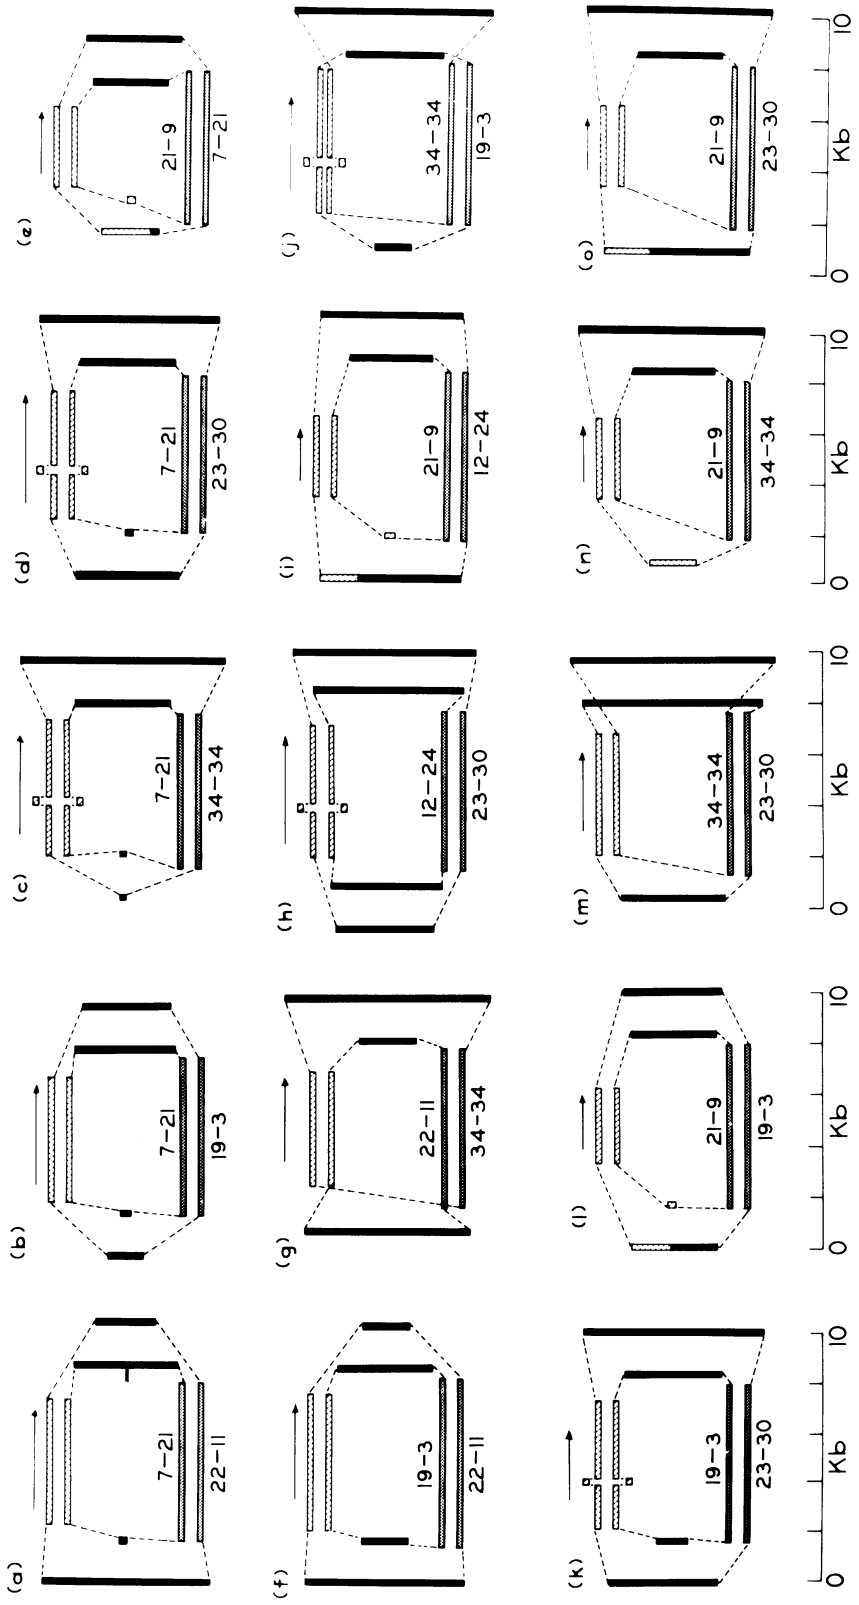 (a)
7-21
22-11
(b)
7-21
19-3
(c)
7-21
34-34
(d)
7-21
23-30
(e)
21-9
7-21
(f)
19-3
22-11
(g)
22-11
34-34
(h)
12-24
23-30
(i)
21-9
12-24
(j)
34-34
19-3
(k)
19-3
23-30
(l)
21-9
19-3
(m)
34-34
23-30
(n)
21-9
34-34
(o)
21-9
23-30
0 Kb 10
0 Kb 10
0 Kb 10
0 Kb 10
0 Kb 10